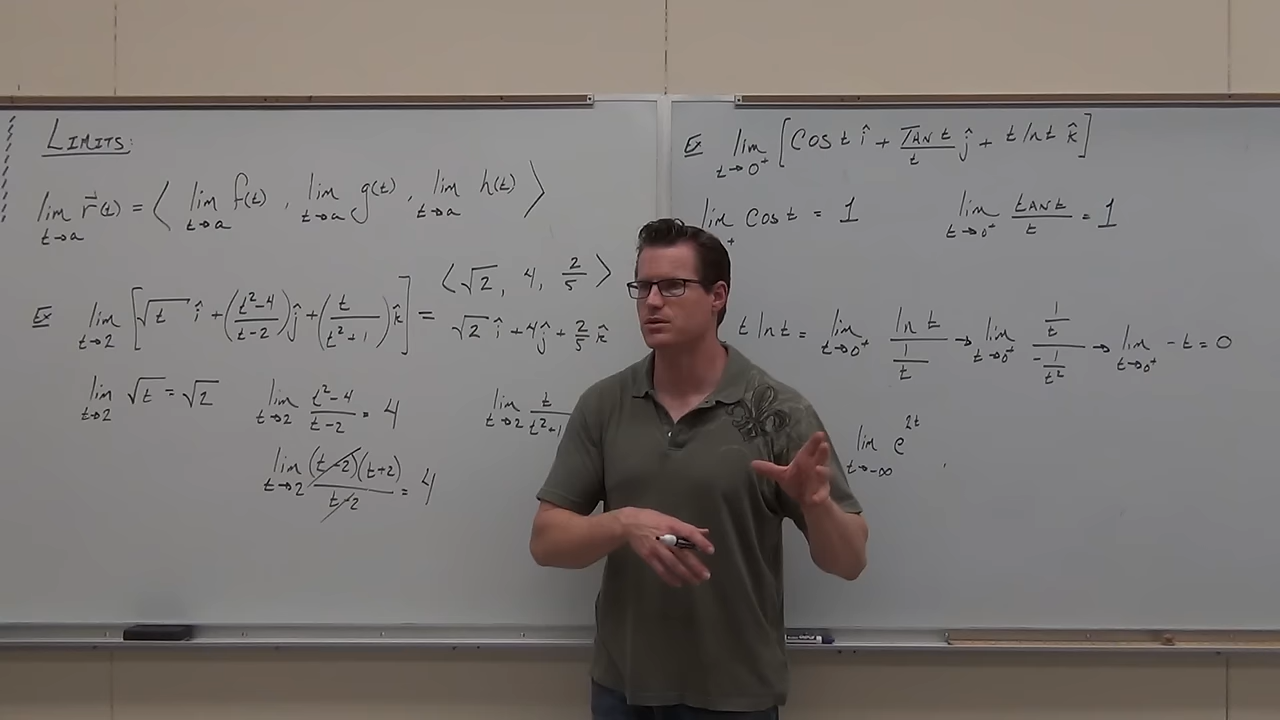 LIMITS:
lim t→a r⃗(t) = ⟨ lim t→a f(t), lim t→a g(t), lim t→a h(t) ⟩
⟨√2, 4, 2/5⟩
Ex lim t→2 [√t î + ((t²-4)/(t-2)) ĵ + (t/(t²+1)) k̂] = √2 î + 4ĵ + 2/5 k̂
lim t→2 √t = √2
lim t→2 (t²-4)/(t-2) = 4
lim t→2 t/(t²+1
lim t→2 (t-2)(t+2)/(t-2) = 4
Ex lim t→0⁺ [Cos t î + TAN t/t ĵ + t ln t k̂]
lim + Cos t = 1
lim t→0⁺ TAN t/t = 1
t ln t = lim t→0⁺ ln t/(1/t) → lim t→0⁺ (1/t)/(-1/t²) → lim t→0⁺ -t = 0
lim t→-∞ e^2t